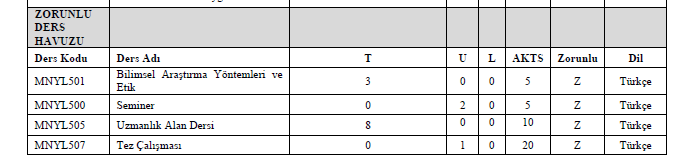 ZORUNLU
DERS
HAVUZU
Ders Kodu Ders Adı T U L AKTS Zorunlu Dil
MNYL501 Bilimsel Araştırma Yöntemleri ve
Etik 3 0 0 5 Z Türkçe
MNYL500 Seminer 0 2 0 5 Z Türkçe
MNYL505 Uzmanlık Alan Dersi 8 0 0 10 Z Türkçe
MNYL507 Tez Çalışması 0 1 0 20 Z Türkçe